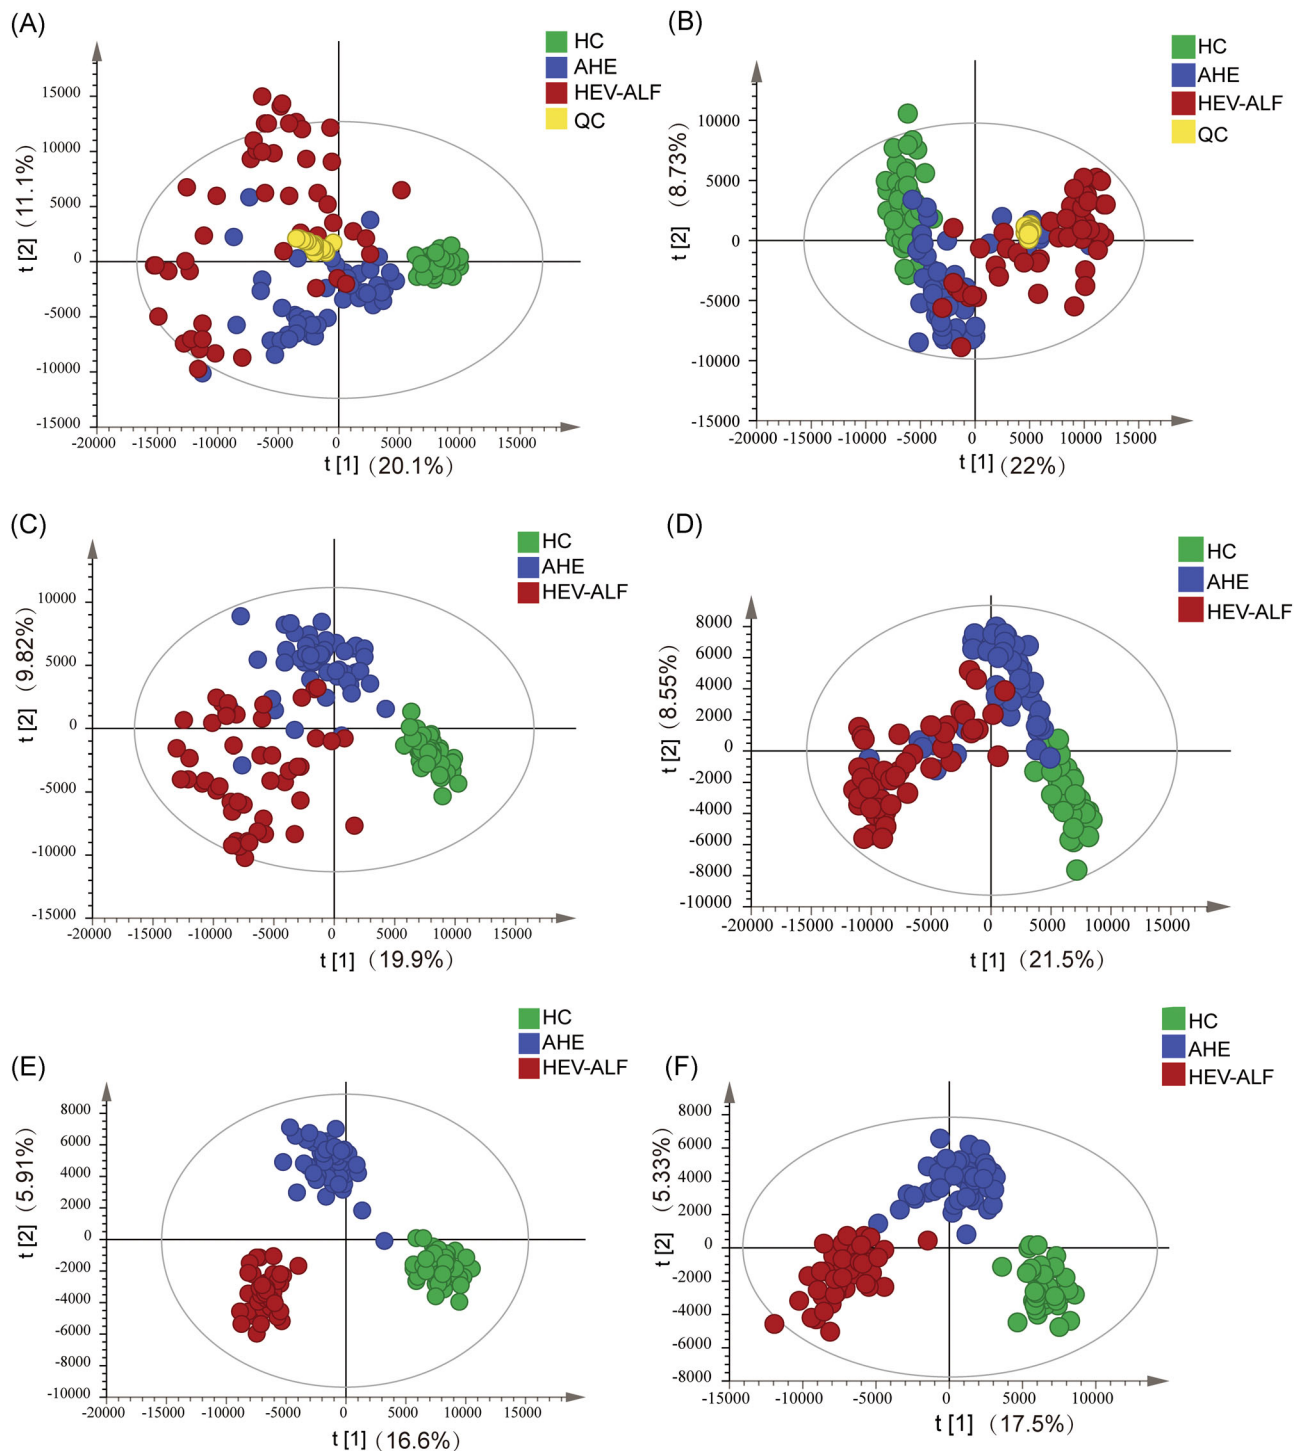 (A)
HC
AHE
HEV-ALF
QC
15000
10000
5000
0
-5000
-10000
-15000
t [2] (11.1%)
-20000 -15000 -10000 -5000 0 5000 10000 15000
t [1] (20.1%)
(B)
HC
AHE
HEV-ALF
QC
10000
5000
0
-5000
-10000
-15000
t [2] (8.73%)
-20000 -15000 -10000 -5000 0 5000 10000 15000
t [1] (22%)
(C)
HC
AHE
HEV-ALF
10000
5000
0
-5000
-10000
-15000
t [2] (9.82%)
-20000 -15000 -10000 -5000 0 5000 10000 15000
t [1] (19.9%)
(D)
HC
AHE
HEV-ALF
8000
6000
4000
2000
0
-2000
-4000
-6000
-8000
-10000
t [2] (8.55%)
-20000 -15000 -10000 -5000 0 5000 10000 15000
t [1] (21.5%)
(E)
HC
AHE
HEV-ALF
8000
6000
4000
2000
0
-2000
-4000
-6000
-8000
-10000
t [2] (5.91%)
-20000 -15000 -10000 -5000 0 5000 10000 15000
t [1] (16.6%)
(F)
HC
AHE
HEV-ALF
8000
6000
4000
2000
0
-2000
-4000
-6000
-8000
t [2] (5.33%)
-15000 -10000 -5000 0 5000 10000
t [1] (17.5%)